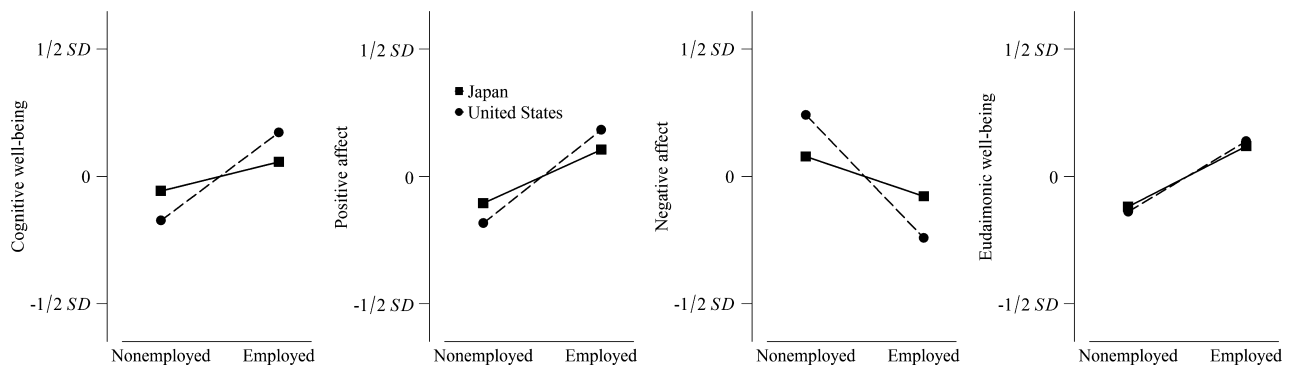 Cognitive well-being
1/2 SD
0
-1/2 SD
Nonemployed Employed
Positive affect
1/2 SD
0
-1/2 SD
Japan
United States
Nonemployed Employed
Negative affect
1/2 SD
0
-1/2 SD
Nonemployed Employed
Eudaimonic well-being
1/2 SD
0
-1/2 SD
Nonemployed Employed